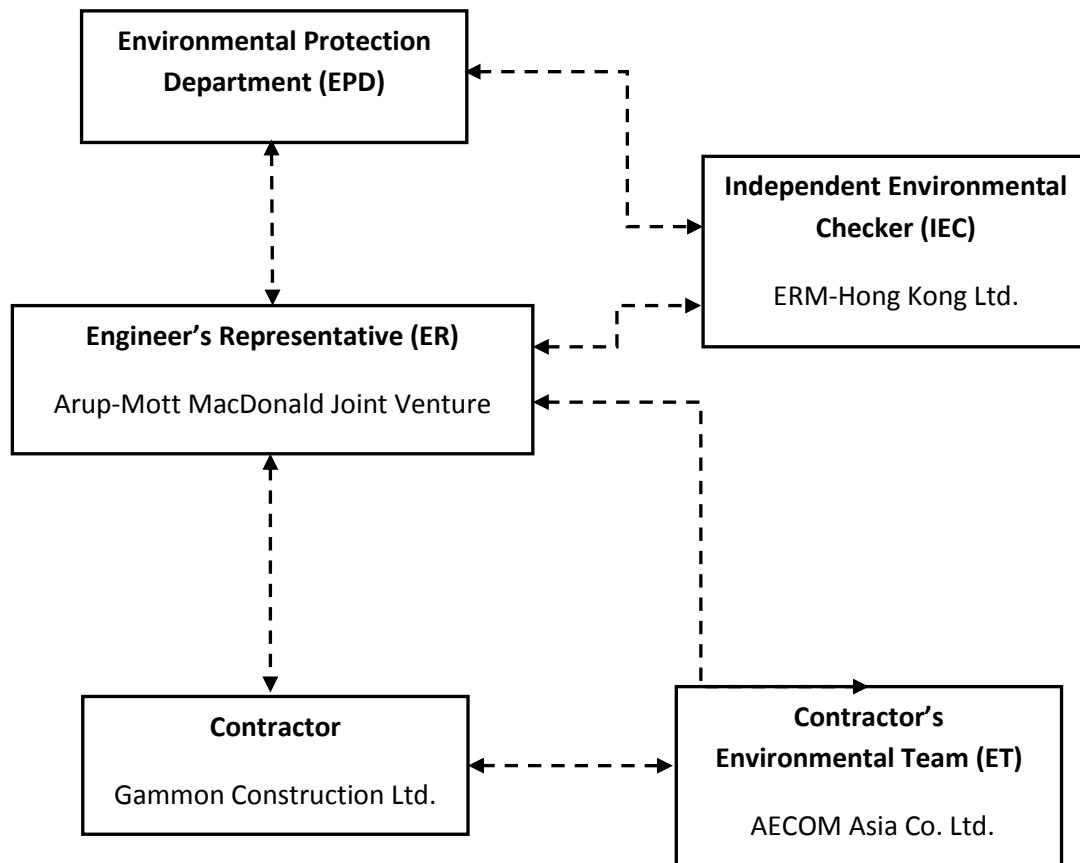 Environmental Protection
Department (EPD)
Independent Environmental
Checker (IEC)
ERM-Hong Kong Ltd.
Engineer’s Representative (ER)
Arup-Mott MacDonald Joint Venture
Contractor
Gammon Construction Ltd.
Contractor’s
Environmental Team (ET)
AECOM Asia Co. Ltd.